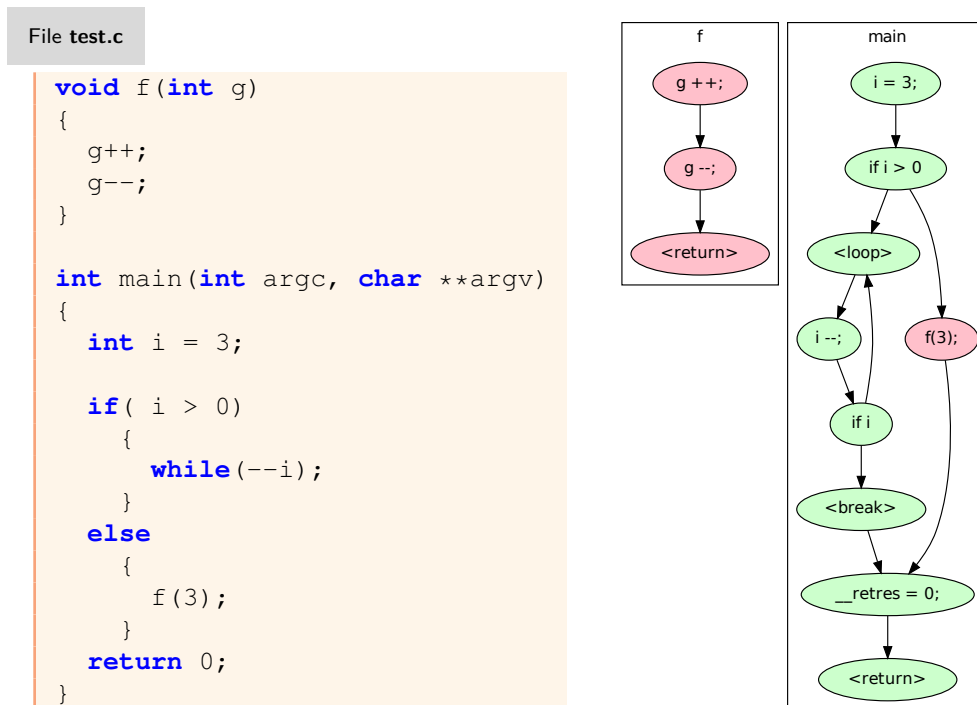 File test.c
void f(int g)
{
  g++;
  g--;
}
int main(int argc, char **argv)
{
  int i = 3;
  if( i > 0)
    {
      while(--i);
    }
  else
    {
      f(3);
    }
  return 0;
}
f
g ++;
g --;
<return>
main
i = 3;
if i > 0
<loop>
i --;
f(3);
if i
<break>
__retres = 0;
<return>